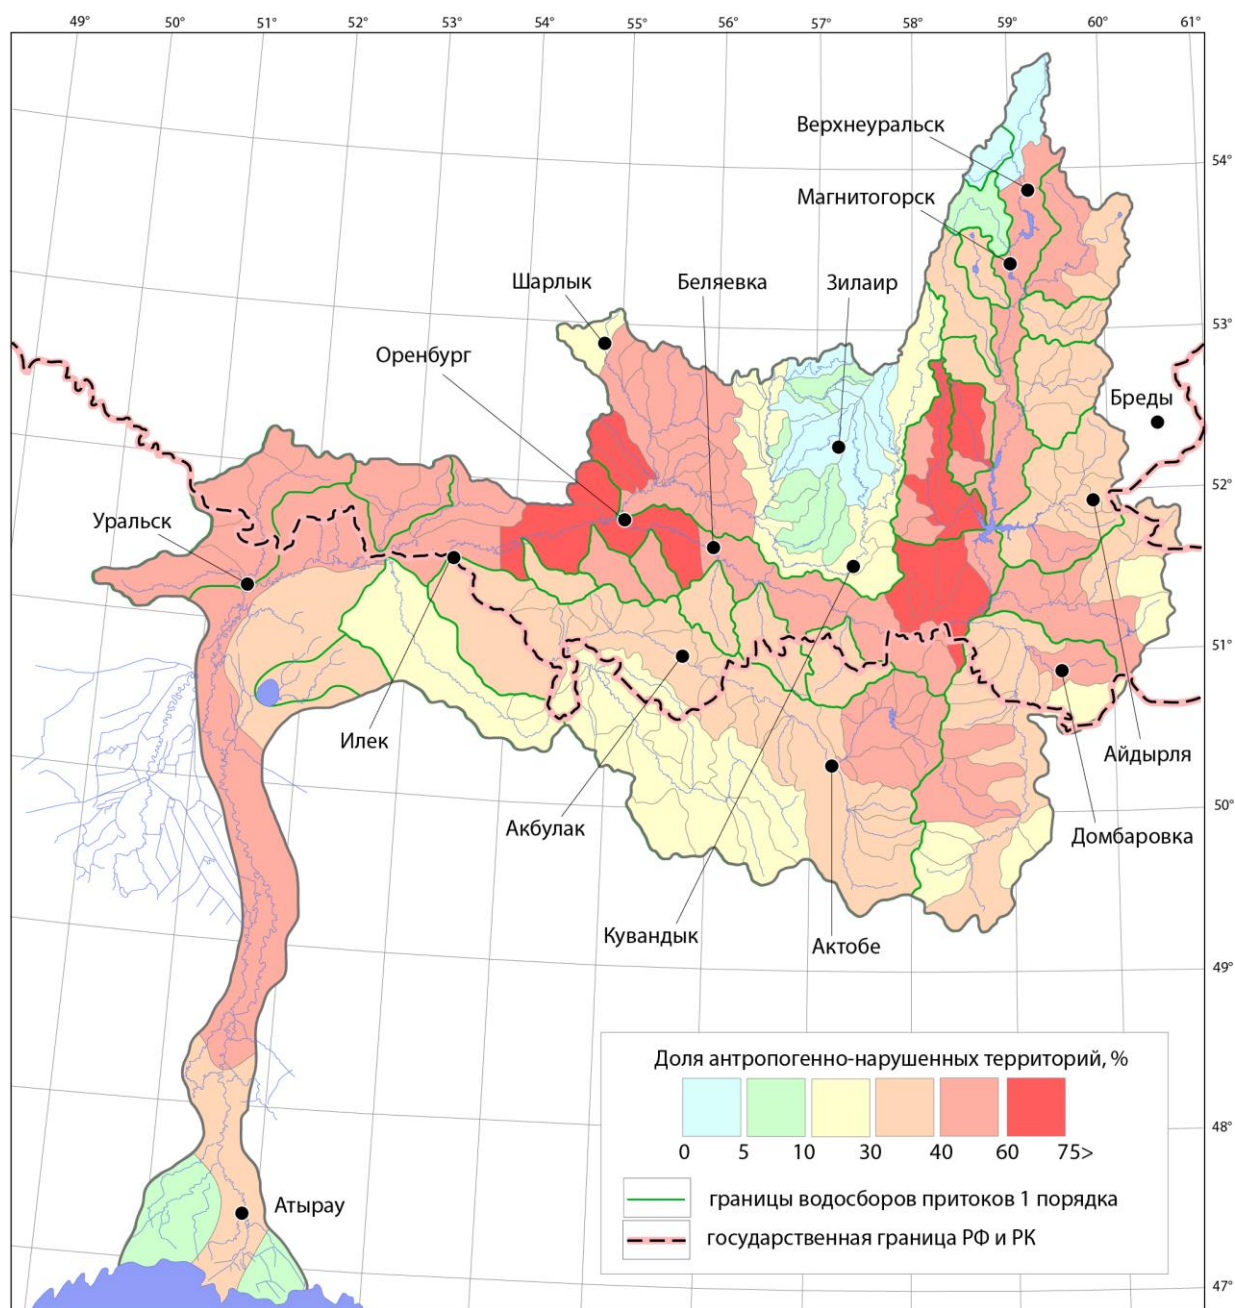 49° 50° 51° 52° 53° 54° 55° 56° 57° 58° 59° 60° 61°
Верхнеуральск
54°
Магнитогорск
Шарлык
Беляевка
Зилаир
53°
Оренбург
Бреды
52°
Уральск
51°
Илек
Айдырля
50°
Акбулак
Домбаровка
Кувандык
Актобе
49°
Доля антропогенно-нарушенных территорий, %
0 5 10 30 40 60 75>
48°
границы водосборов притоков 1 порядка
Атырау
государственная граница РФ и РК
47°